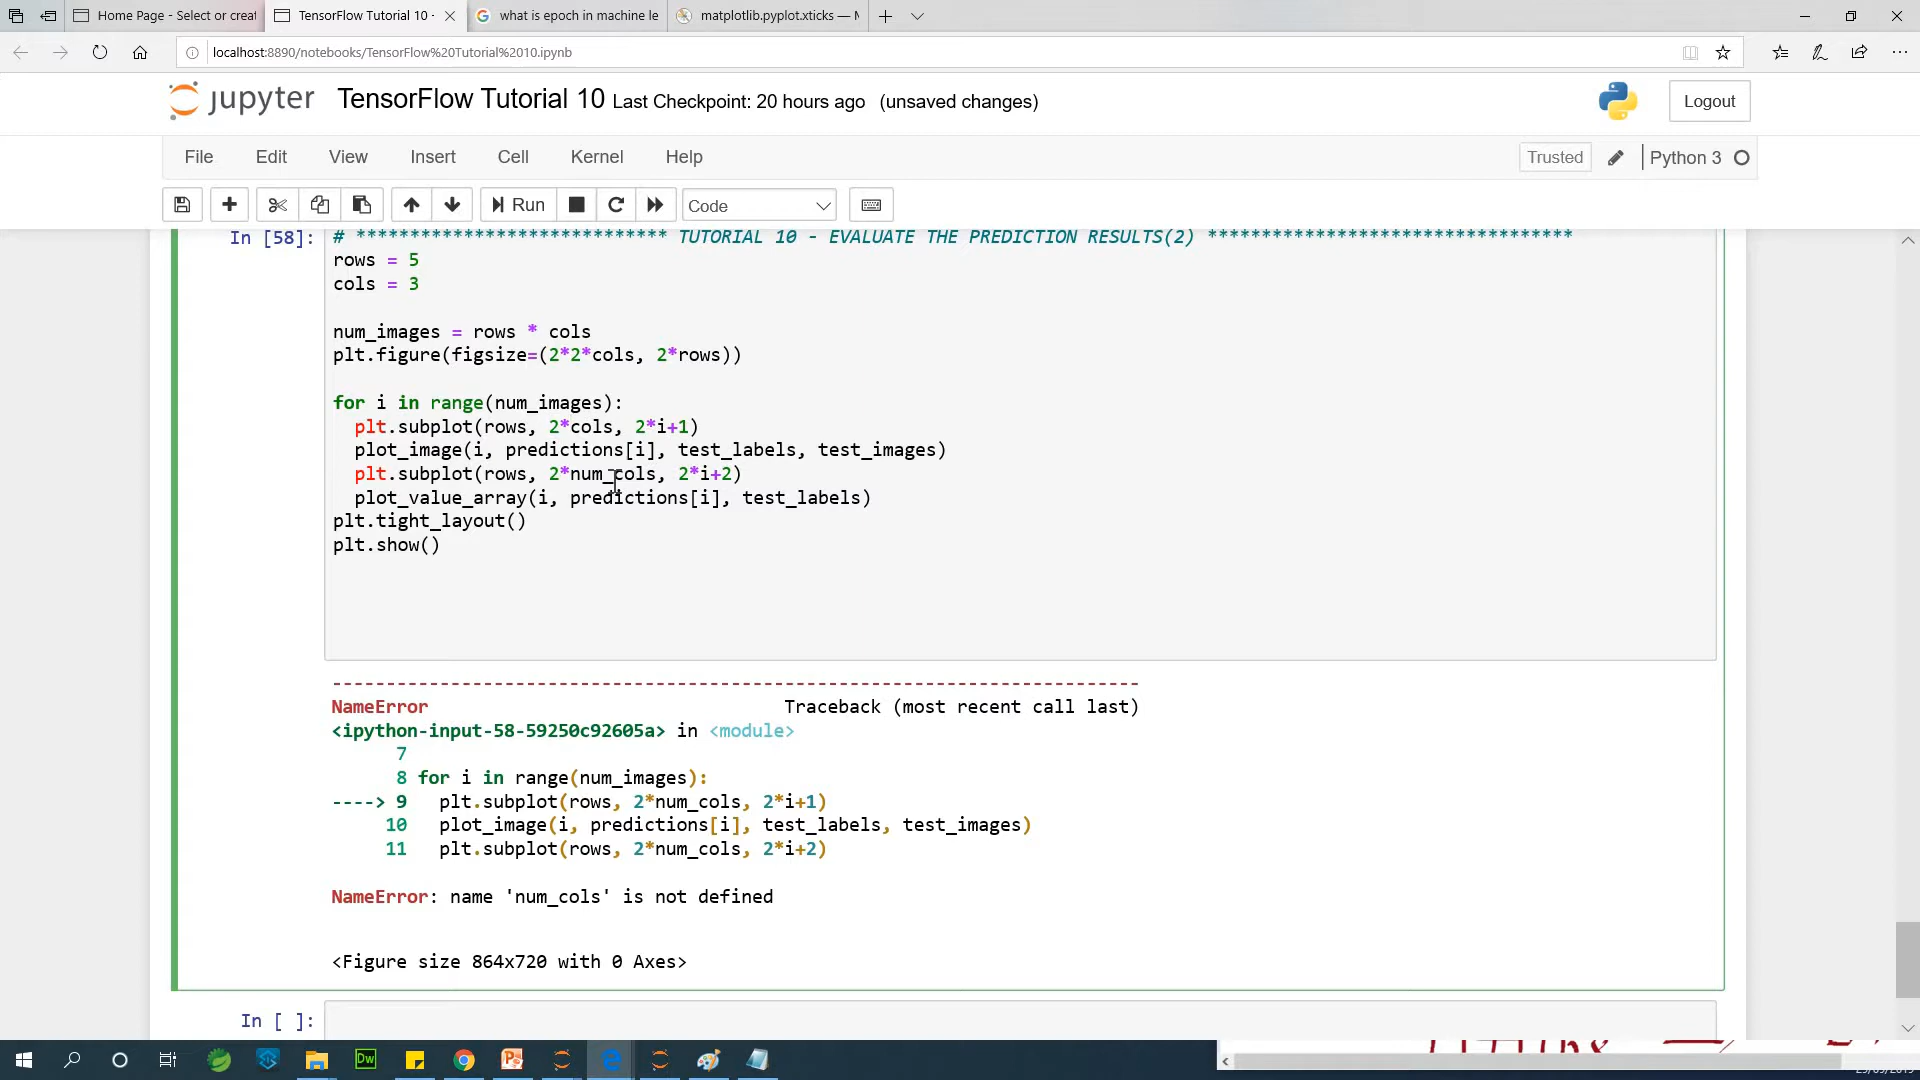 Home Page - Select or creat
TensorFlow Tutorial 10 -
what is epoch in machine le
matplotlib.pyplot.xticks — M
localhost:8890/notebooks/TensorFlow%20Tutorial%2010.ipynb
jupyter TensorFlow Tutorial 10 Last Checkpoint: 20 hours ago (unsaved changes)
Logout
File Edit View Insert Cell Kernel Help
Trusted Python 3
Run Code
In [58]: # ***************************** TUTORIAL 10 - EVALUATE THE PREDICTION RESULTS(2) **********************************
rows = 5
cols = 3
num_images = rows * cols
plt.figure(figsize=(2*2*cols, 2*rows))
for i in range(num_images):
plt.subplot(rows, 2*cols, 2*i+1)
plot_image(i, predictions[i], test_labels, test_images)
plt.subplot(rows, 2*num_cols, 2*i+2)
plot_value_array(i, predictions[i], test_labels)
plt.tight_layout()
plt.show()
---------------------------------------------------------------------------
NameError Traceback (most recent call last)
<ipython-input-58-59250c92605a> in <module>
7
8 for i in range(num_images):
----> 9 plt.subplot(rows, 2*num_cols, 2*i+1)
10 plot_image(i, predictions[i], test_labels, test_images)
11 plt.subplot(rows, 2*num_cols, 2*i+2)
NameError: name 'num_cols' is not defined
<Figure size 864x720 with 0 Axes>
In [ ]:
Dw